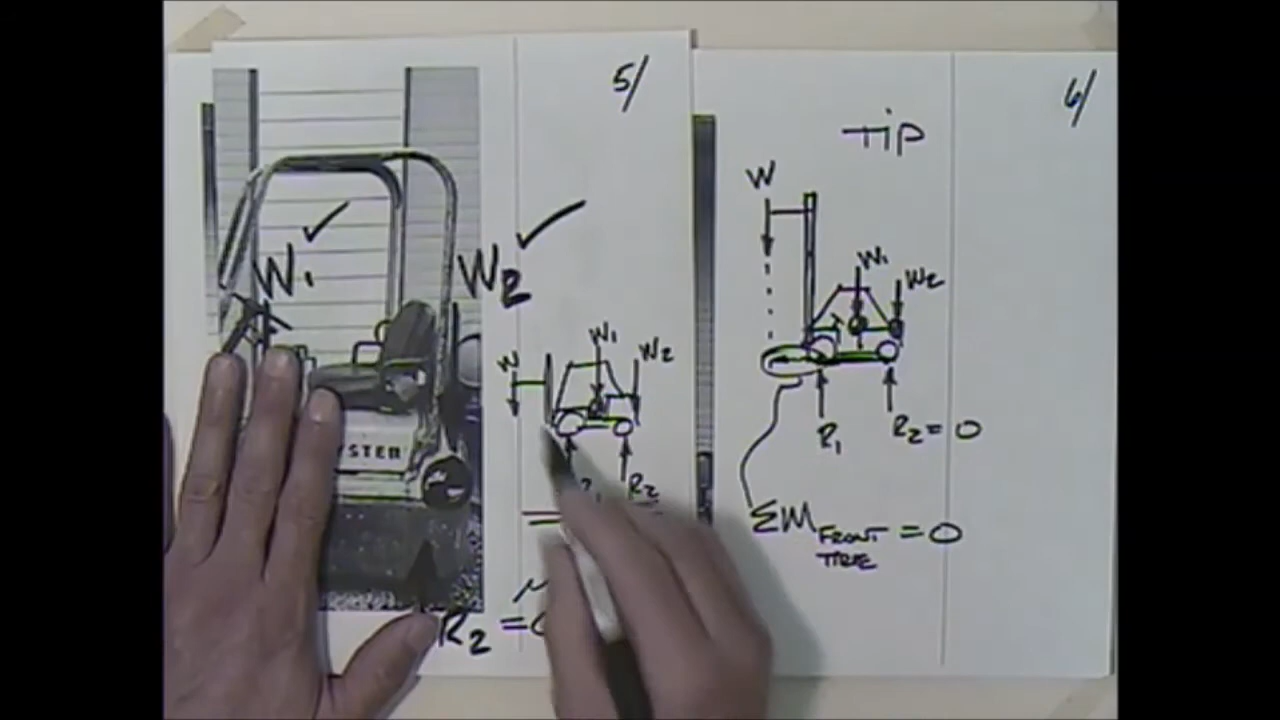 5/
W₁
W₂
W₁
W₂
W
R₂
R₂ =
YSTER
6/
TIP
W
W₁
W₂
R₁
R₂ = 0
ΣM FRONT = 0
TIRE